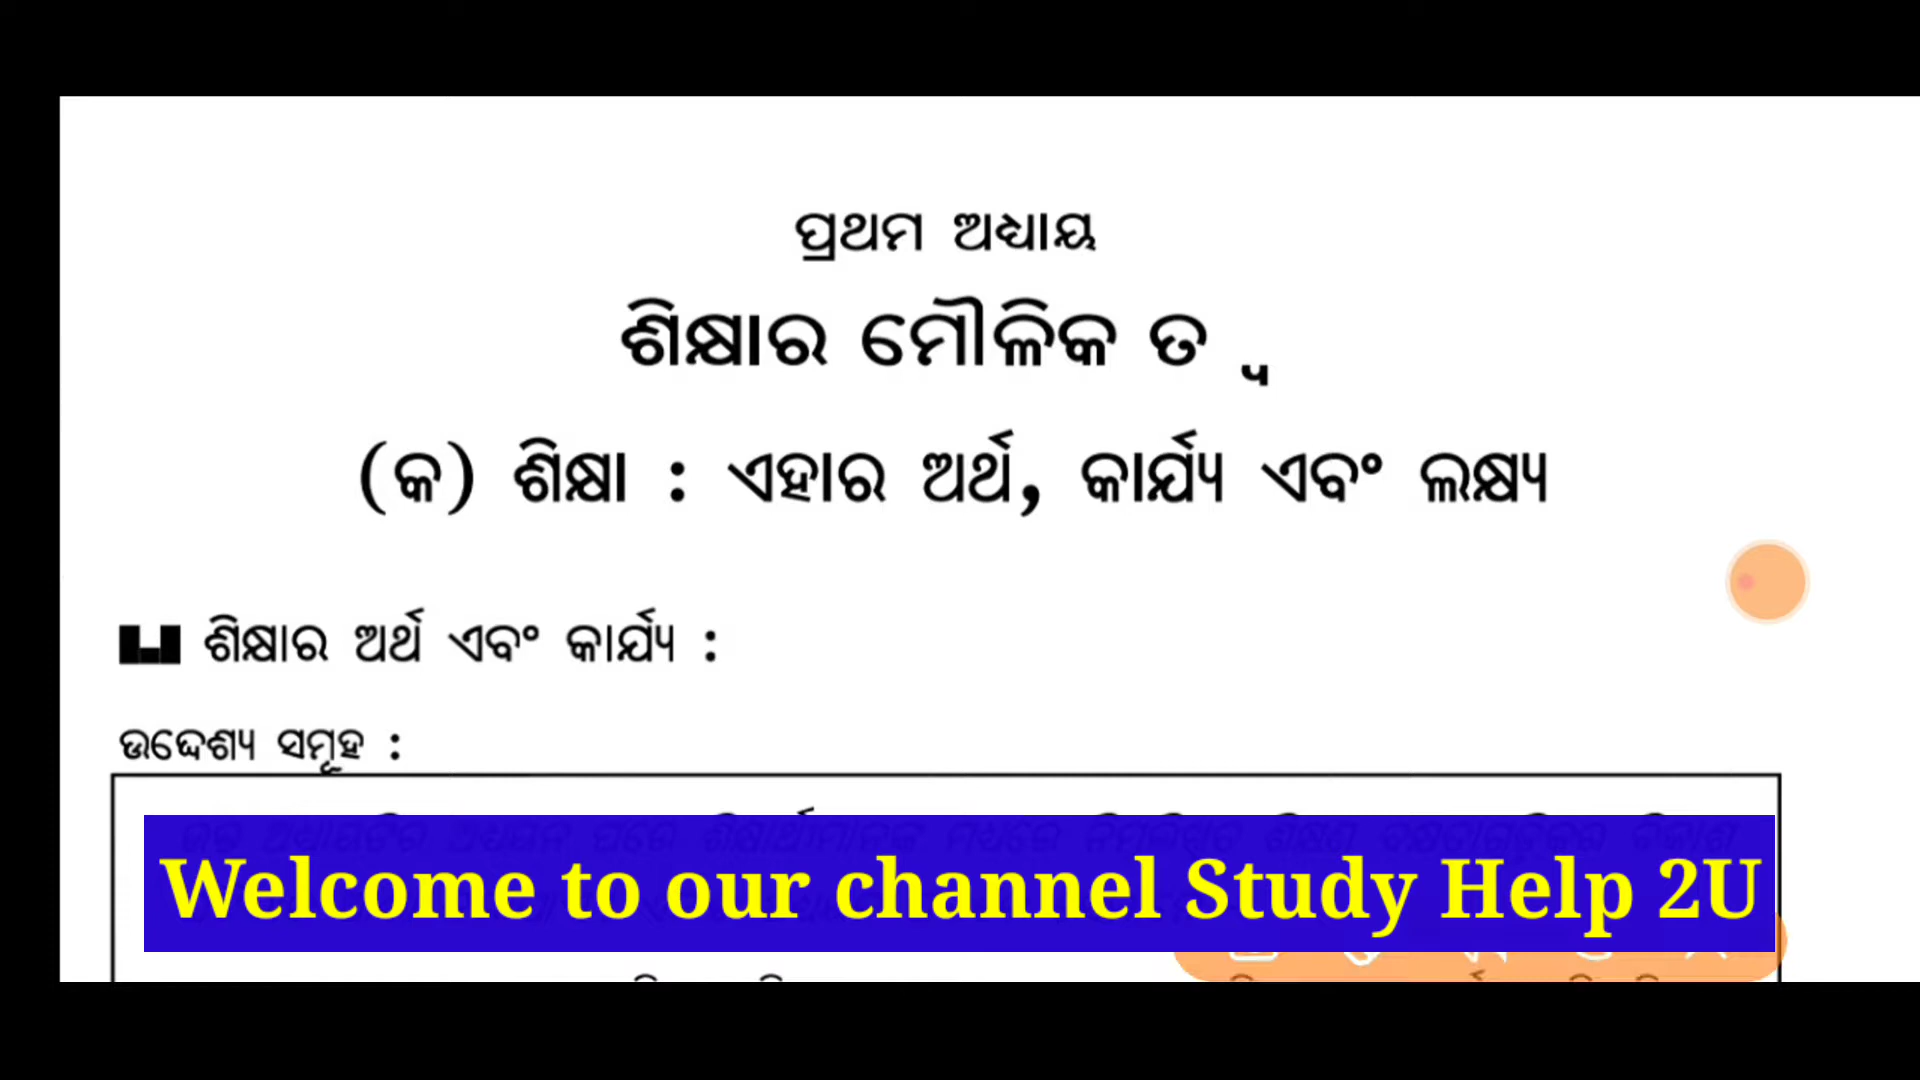 ପ୍ରଥମ ଅଧ୍ୟାୟ
ଶିକ୍ଷାର ମୌଳିକ ତ ୍ୱ
(କ) ଶିକ୍ଷା : ଏହାର ଅର୍ଥ, କାର୍ଯ୍ୟ ଏବଂ ଲକ୍ଷ୍ୟ
ଶିକ୍ଷାର ଅର୍ଥ ଏବଂ କାର୍ଯ୍ୟ :
ଉଦ୍ଦେଶ୍ୟ ସମୂହ :
Welcome to our channel Study Help 2U